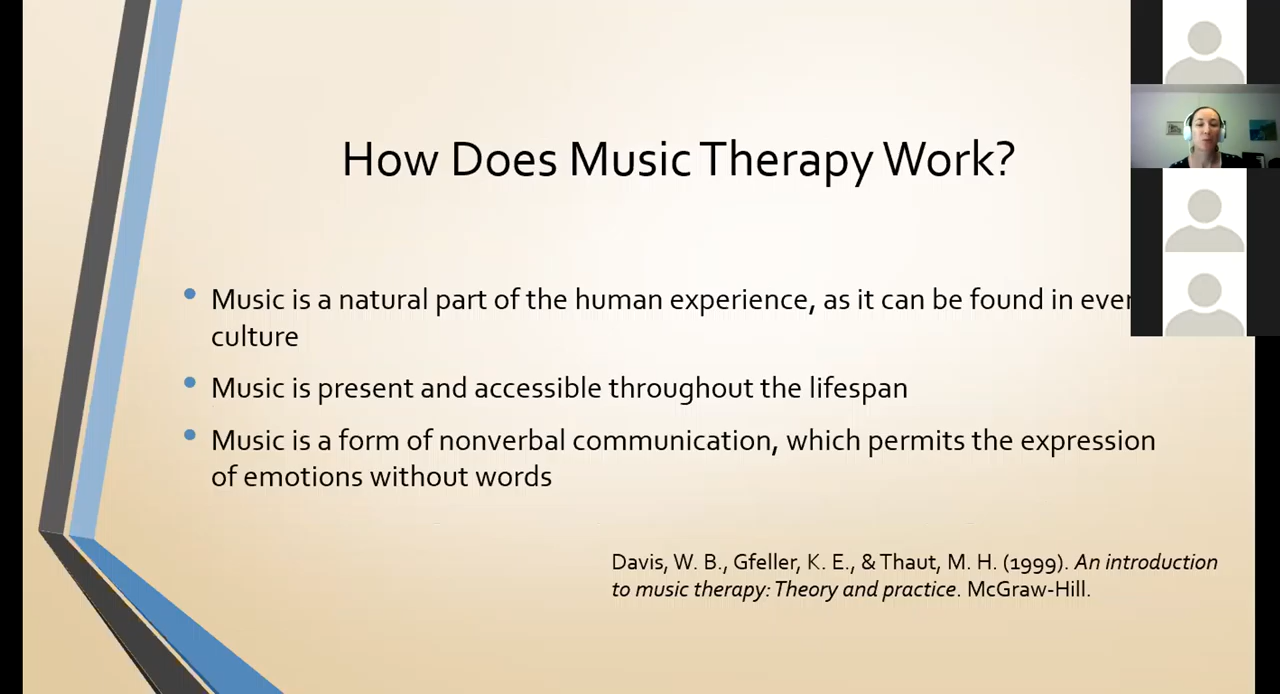 How Does Music Therapy Work?
• Music is a natural part of the human experience, as it can be found in
culture
• Music is present and accessible throughout the lifespan
• Music is a form of nonverbal communication, which permits the expression
of emotions without words
Davis, W. B., Gfeller, K. E., & Thaut, M. H. (1999). An introduction
to music therapy: Theory and practice. McGraw-Hill.